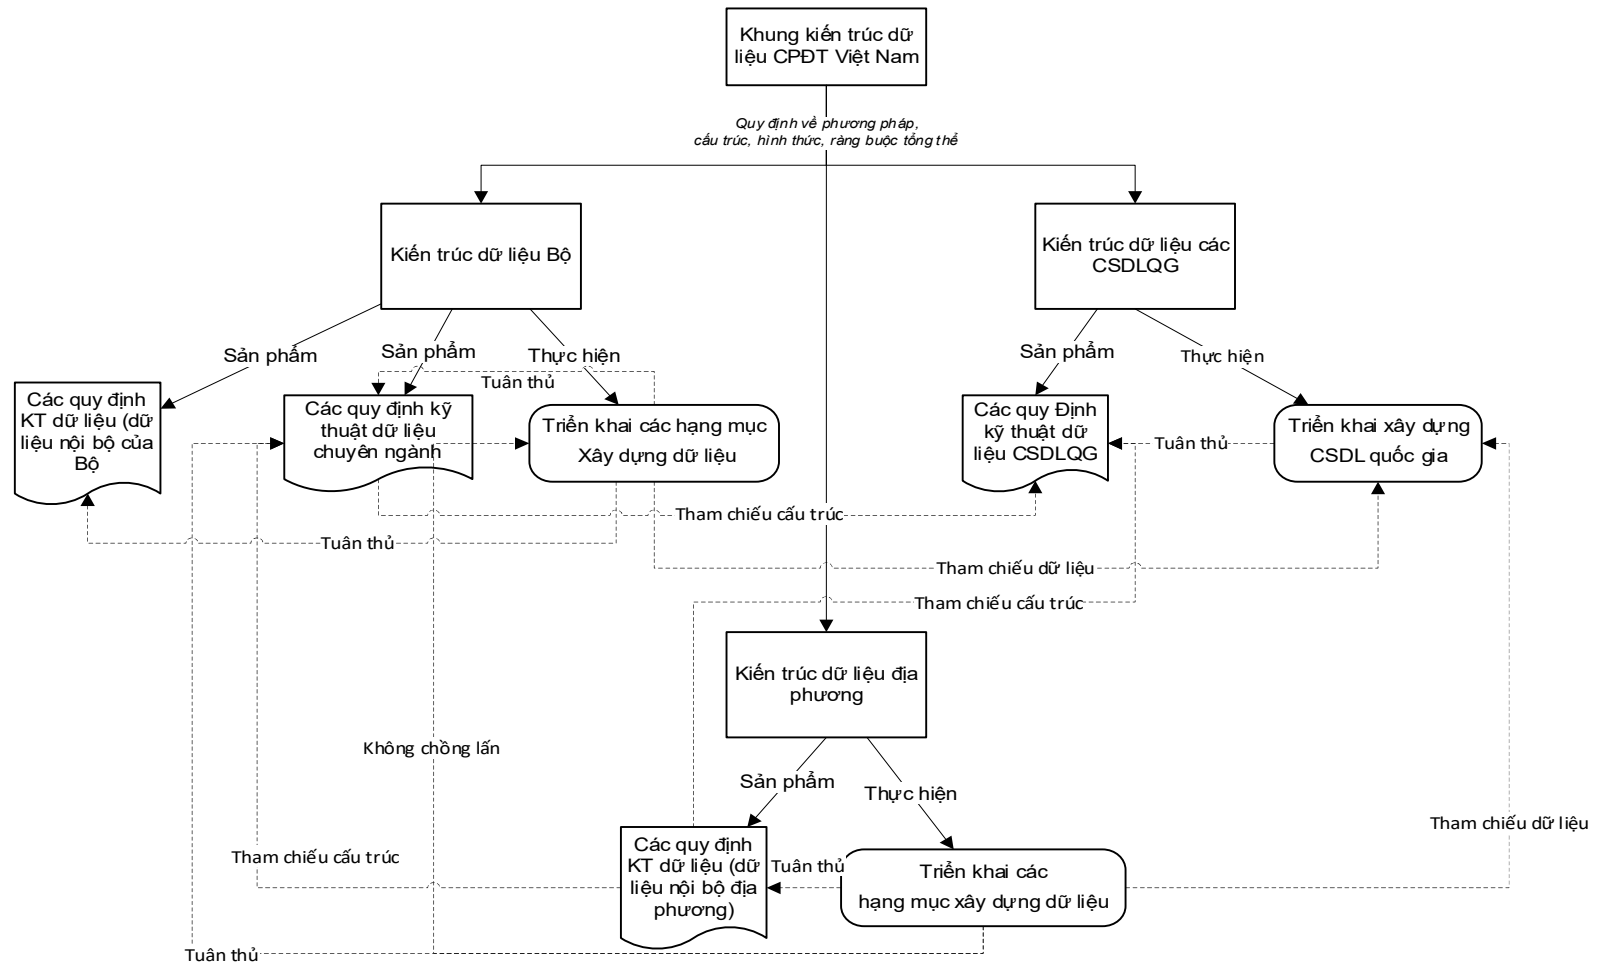 Khung kiến trúc dữ
liệu CPĐT Việt Nam
Quy định về phương pháp,
cấu trúc, hình thức, ràng buộc tổng thể
Kiến trúc dữ liệu Bộ
Kiến trúc dữ liệu các
CSDLQG
Sản phẩm
Sản phẩm
Thực hiện
Sản phẩm
Thực hiện
Tuân thủ
Các quy định
KT dữ liệu (dữ
liệu nội bộ của
Bộ
Các quy định kỹ
thuật dữ liệu
chuyên ngành
Triển khai các hạng mục
Xây dựng dữ liệu
Các quy Định
kỹ thuật dữ
liệu CSDLQG
Tuân thủ
Triển khai xây dựng
CSDL quốc gia
Tham chiếu cấu trúc
Tuân thủ
Tham chiếu dữ liệu
Tham chiếu cấu trúc
Kiến trúc dữ liệu địa
phương
Không chồng lấn
Sản phẩm
Thực hiện
Tham chiếu dữ liệu
Tham chiếu cấu trúc
Các quy định
KT dữ liệu (dữ
liệu nội bộ địa
phương)
Tuân thủ
Triển khai các
hạng mục xây dựng dữ liệu
Tuân thủ